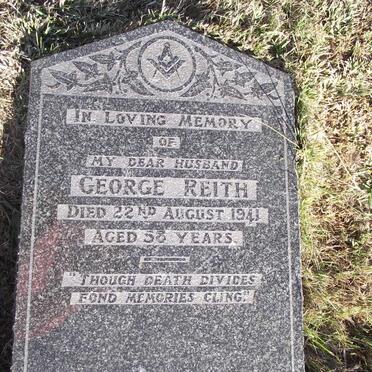 IN LOVING MEMORY
OF
MY DEAR HUSBAND
GEORGE REITH
DIED 22ND AUGUST 1941
AGED 58 YEARS.
"THOUGH DEATH DIVIDES
FOND MEMORIES CLING."